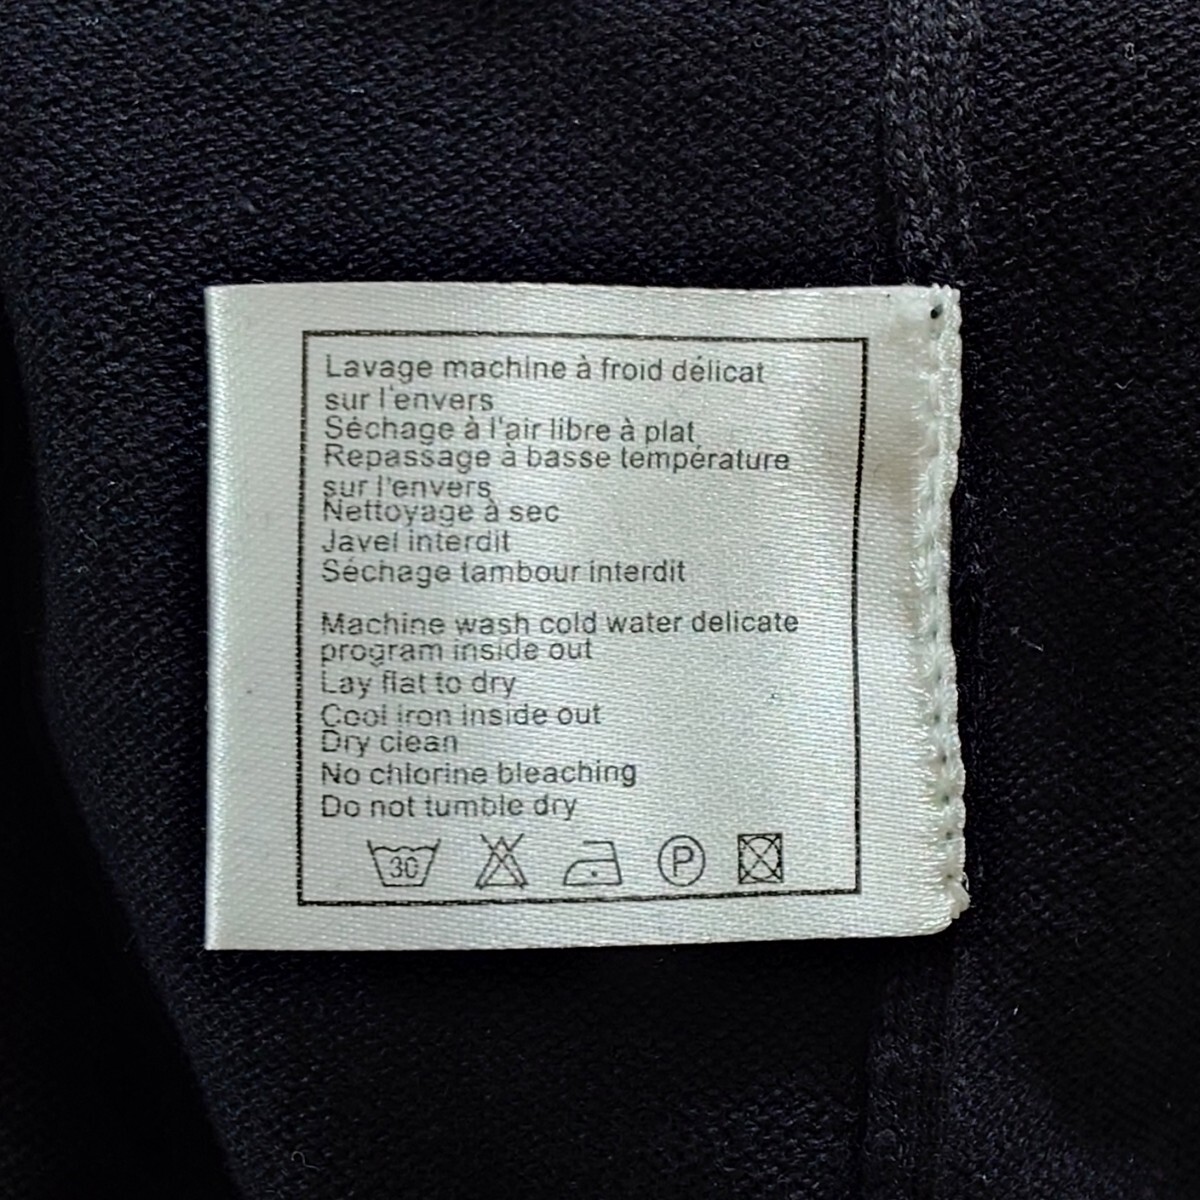 Lavage machine à froid délicat
sur l'envers
Séchage à l'air libre à plat
Repassage à basse température
sur l'envers
Nettoyage à sec
Javel interdit
Séchage tambour interdit
Machine wash cold water delicate
program inside out
Lay flat to dry
Cool iron inside out
Dry clean
No chlorine bleaching
Do not tumble dry
30 P